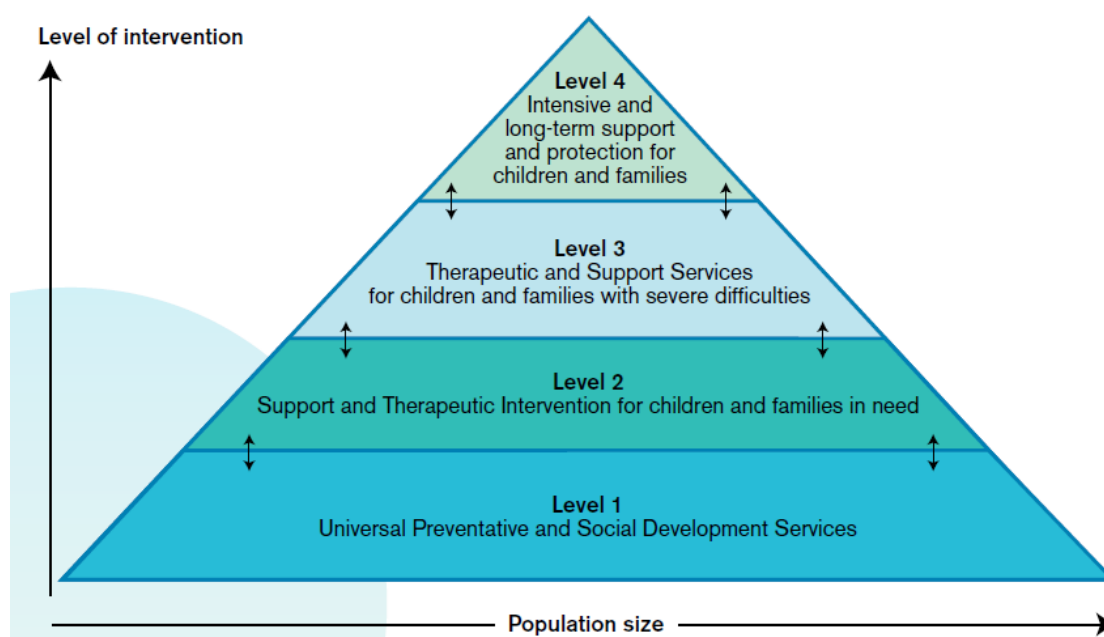 Level of intervention
Level 4
Intensive and
long-term support
and protection for
children and families
Level 3
Therapeutic and Support Services
for children and families with severe difficulties
Level 2
Support and Therapeutic Intervention for children and families in need
Level 1
Universal Preventative and Social Development Services
Population size